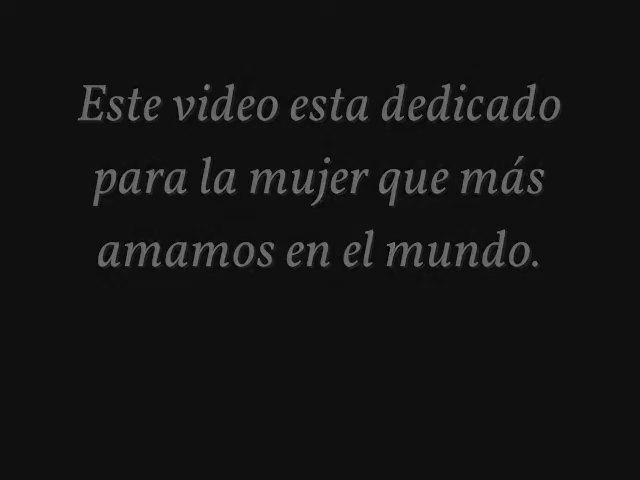 Este video esta dedicado
para la mujer que más
amamos en el mundo.